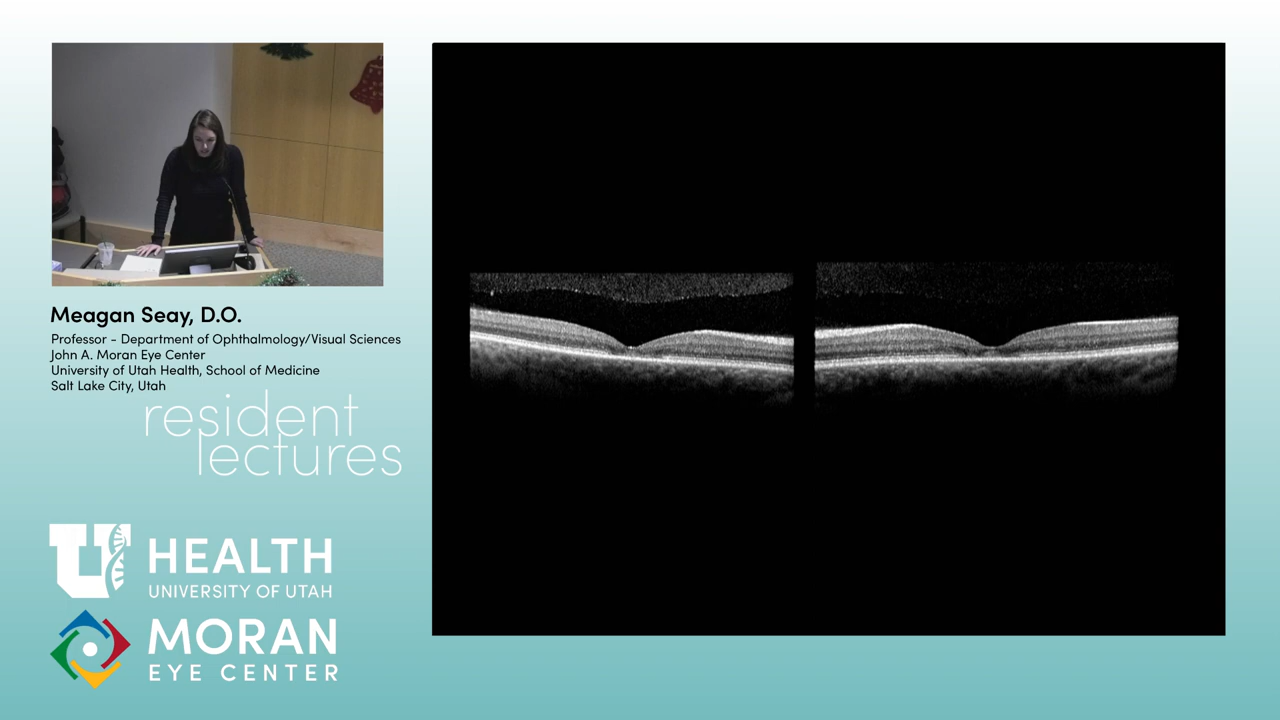 Meagan Seay, D.O.
Professor - Department of Ophthalmology/Visual Sciences
John A. Moran Eye Center
University of Utah Health, School of Medicine
Salt Lake City, Utah
resident
lectures
U HEALTH
UNIVERSITY OF UTAH
MORAN
EYE CENTER